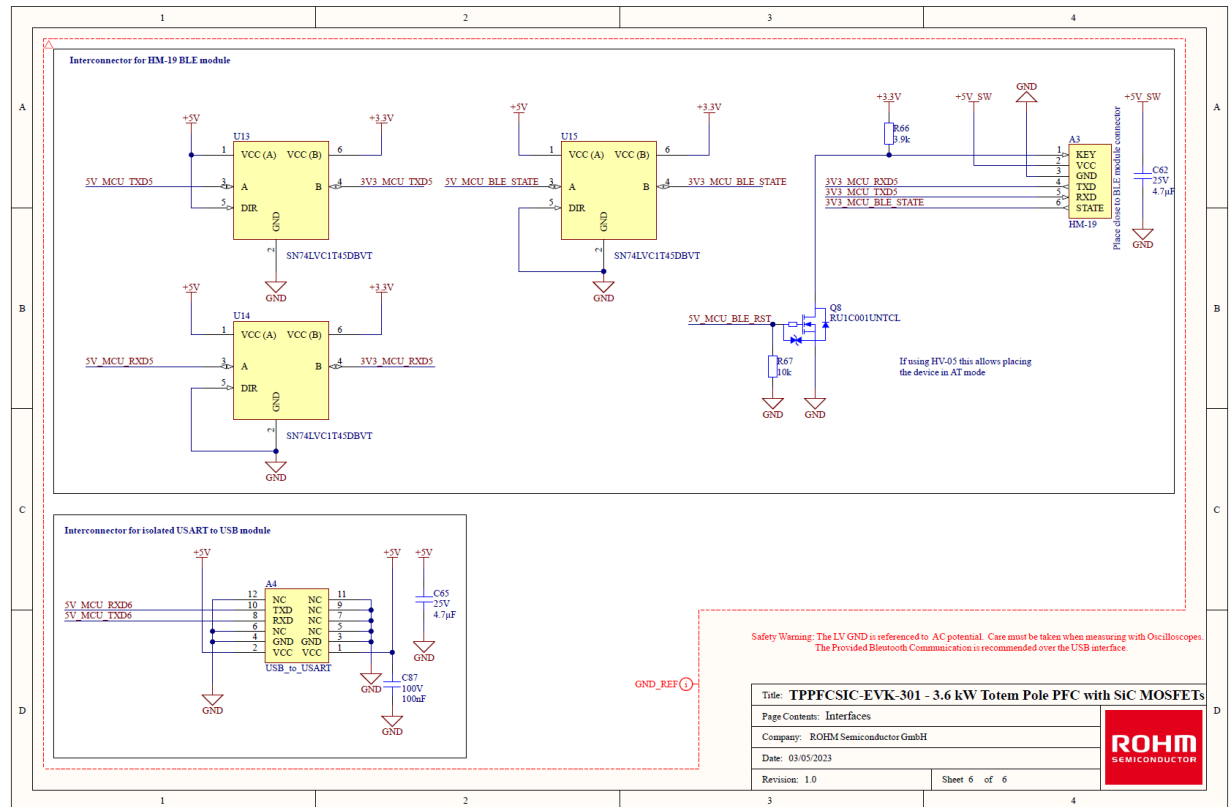 1 2 3 4
A A
B B
C C
D D
Interconnector for HM-19 BLE module
+5V +3.3V
U13
1 VCC (A) VCC (B) 6
5V_MCU_TXD5 3 A B 4 3V3_MCU_TXD5
5 DIR
GND
2
SN74LVC1T45DBVT
GND
+5V +3.3V
U15
1 VCC (A) VCC (B) 6
5V_MCU_BLE_STATE 3 A B 4 3V3_MCU_BLE_STATE
5 DIR
GND
2
SN74LVC1T45DBVT
GND
+5V +3.3V
U14
1 VCC (A) VCC (B) 6
5V_MCU_RXD5 3 A B 4 3V3_MCU_RXD5
5 DIR
GND
2
SN74LVC1T45DBVT
GND
+3.3V +5V_SW GND +5V_SW
R66
3.9k
A3
1 KEY
2 VCC
3 GND
3V3_MCU_RXD5 4 TXD
3V3_MCU_TXD5 5 RXD
3V3_MCU_BLE_STATE 6 STATE
HM-19
Place close to BLE module connector
C62
25V
4.7µF
GND
Q8
RU1C001UNTCL
5V_MCU_BLE_RST
R67
10k
GND GND
If using HV-05 this allows placing
the device in AT mode
Interconnector for isolated USART to USB module
+5V +5V +5V
A4
12 NC NC 11
5V_MCU_RXD6 10 TXD NC 9
5V_MCU_TXD6 8 RXD NC 7
6 NC NC 5
4 GND GND 3
2 VCC VCC 1
USB_to_USART
C65
25V
4.7µF
GND
GND
GND
C87
100V
100nF
GND
GND_REF i
Safety Warning: The LV GND is referenced to AC potential. Care must be taken when measuring with Oscilloscopes.
The Provided Bleutooth Communication is recommended over the USB interface.
Title: TPPFCSIC-EVK-301 - 3.6 kW Totem Pole PFC with SiC MOSFETs
Page Contents: Interfaces
Company: ROHM Semiconductor GmbH
Date: 03/05/2023
Revision: 1.0 Sheet 6 of 6
ROHM
SEMICONDUCTOR
1 2 3 4